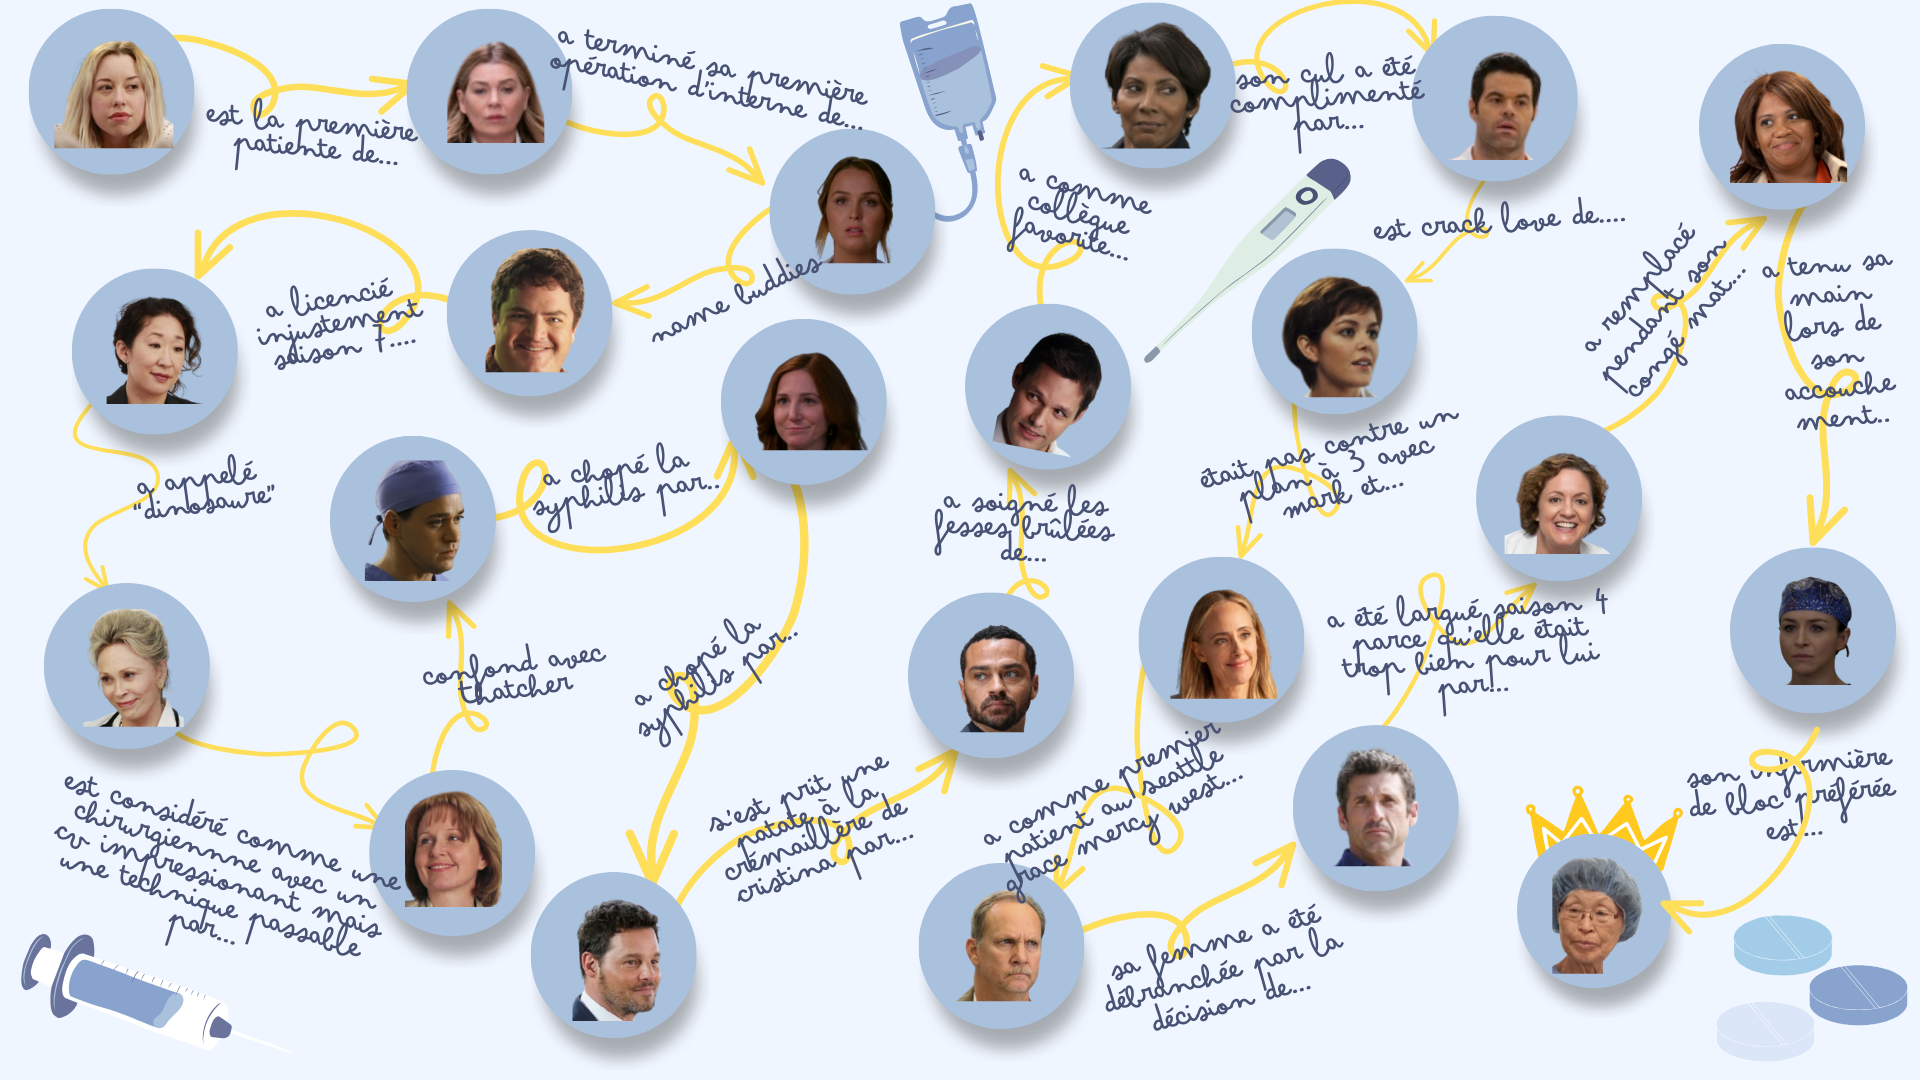 est la première
patiente de...
a terminé sa première
opération d'interne de...
name buddies
a licencié
injustement
saison 7....
a appelé
"dinosaure"
est considéré comme une
chirurgiennne avec un
cv impressionant mais
une technique passable
par...
confond avec
thatcher
a chopé la
syphilis par..
a chopé la
syphilis par..
s'est prit une
patate à la
crémaillère de
cristina par...
a soigné les
fesses brûlées
de...
a comme
collègue
favorite...
son cul a été
complimenté
par...
est crack love de....
était pas contre un
plan à 3 avec
mark et...
a comme premier
patient au seattle
grace mercy west...
sa femme a été
débranchée par la
décision de...
a été largué saison 4
parce qu'elle était
trop bien pour lui
par!..
a remplacé
pendant son
congé mat...
a tenu sa
main
lors de
son
accouche
ment..
son infirmière
de bloc préférée
est...